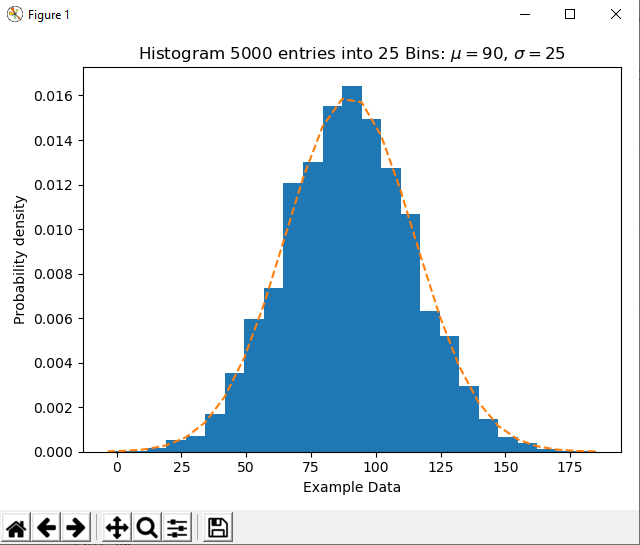 Figure 1
Histogram 5000 entries into 25 Bins: μ = 90, σ = 25
0.016
0.014
0.012
0.010
0.008
0.006
0.004
0.002
0.000
Probability density
0 25 50 75 100 125 150 175
Example Data